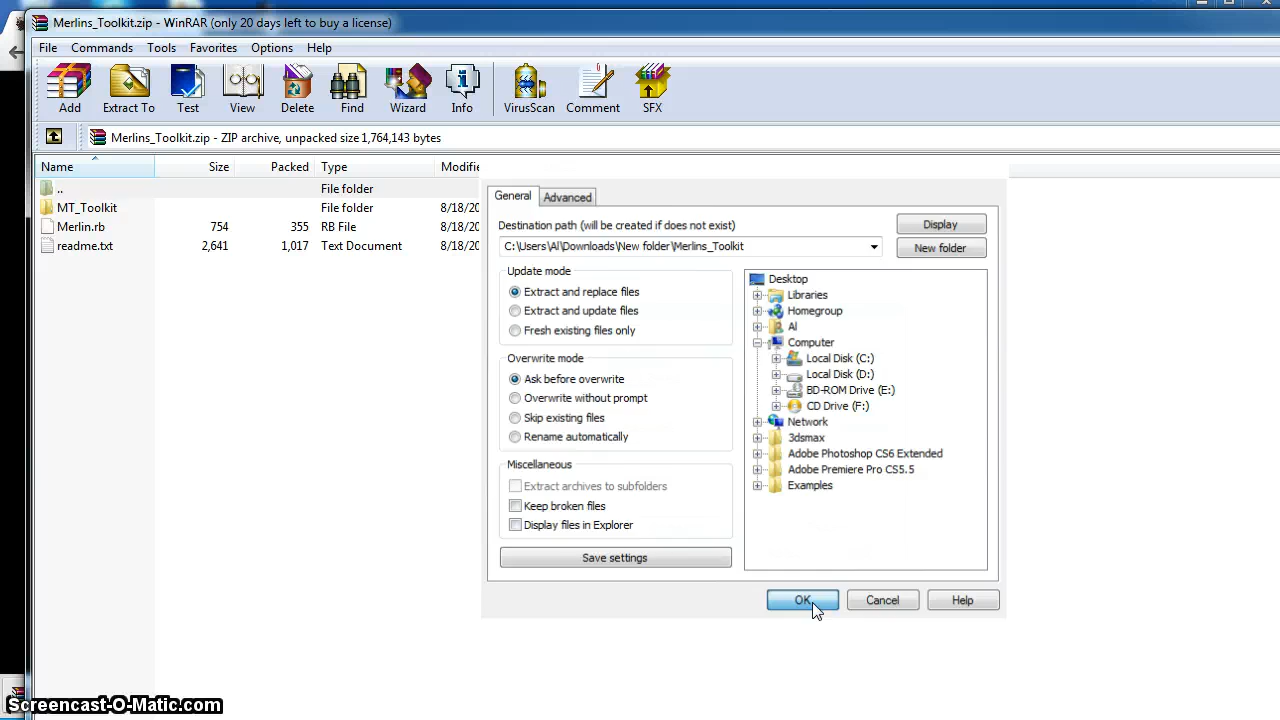 Merlins_Toolkit.zip - WinRAR (only 20 days left to buy a license)
File Commands Tools Favorites Options Help
Add Extract To Test View Delete Find Wizard Info VirusScan Comment SFX
Merlins_Toolkit.zip - ZIP archive, unpacked size 1,764,143 bytes
Name Size Packed Type Modifie
.. File folder
MT_Toolkit File folder 8/18/20
Merlin.rb 754 355 RB File 8/18/20
readme.txt 2,641 1,017 Text Document 8/18/20
General Advanced
Destination path (will be created if does not exist)
Display
C:\Users\Al\Downloads\New folder\Merlins_Toolkit
New folder
Update mode
Extract and replace files
Extract and update files
Fresh existing files only
Overwrite mode
Ask before overwrite
Overwrite without prompt
Skip existing files
Rename automatically
Miscellaneous
Extract archives to subfolders
Keep broken files
Display files in Explorer
Save settings
Desktop
Libraries
Homegroup
Al
Computer
Local Disk (C:)
Local Disk (D:)
BD-ROM Drive (E:)
CD Drive (F:)
Network
3dsmax
Adobe Photoshop CS6 Extended
Adobe Premiere Pro CS5.5
Examples
OK Cancel Help
Screencast-O-Matic.com